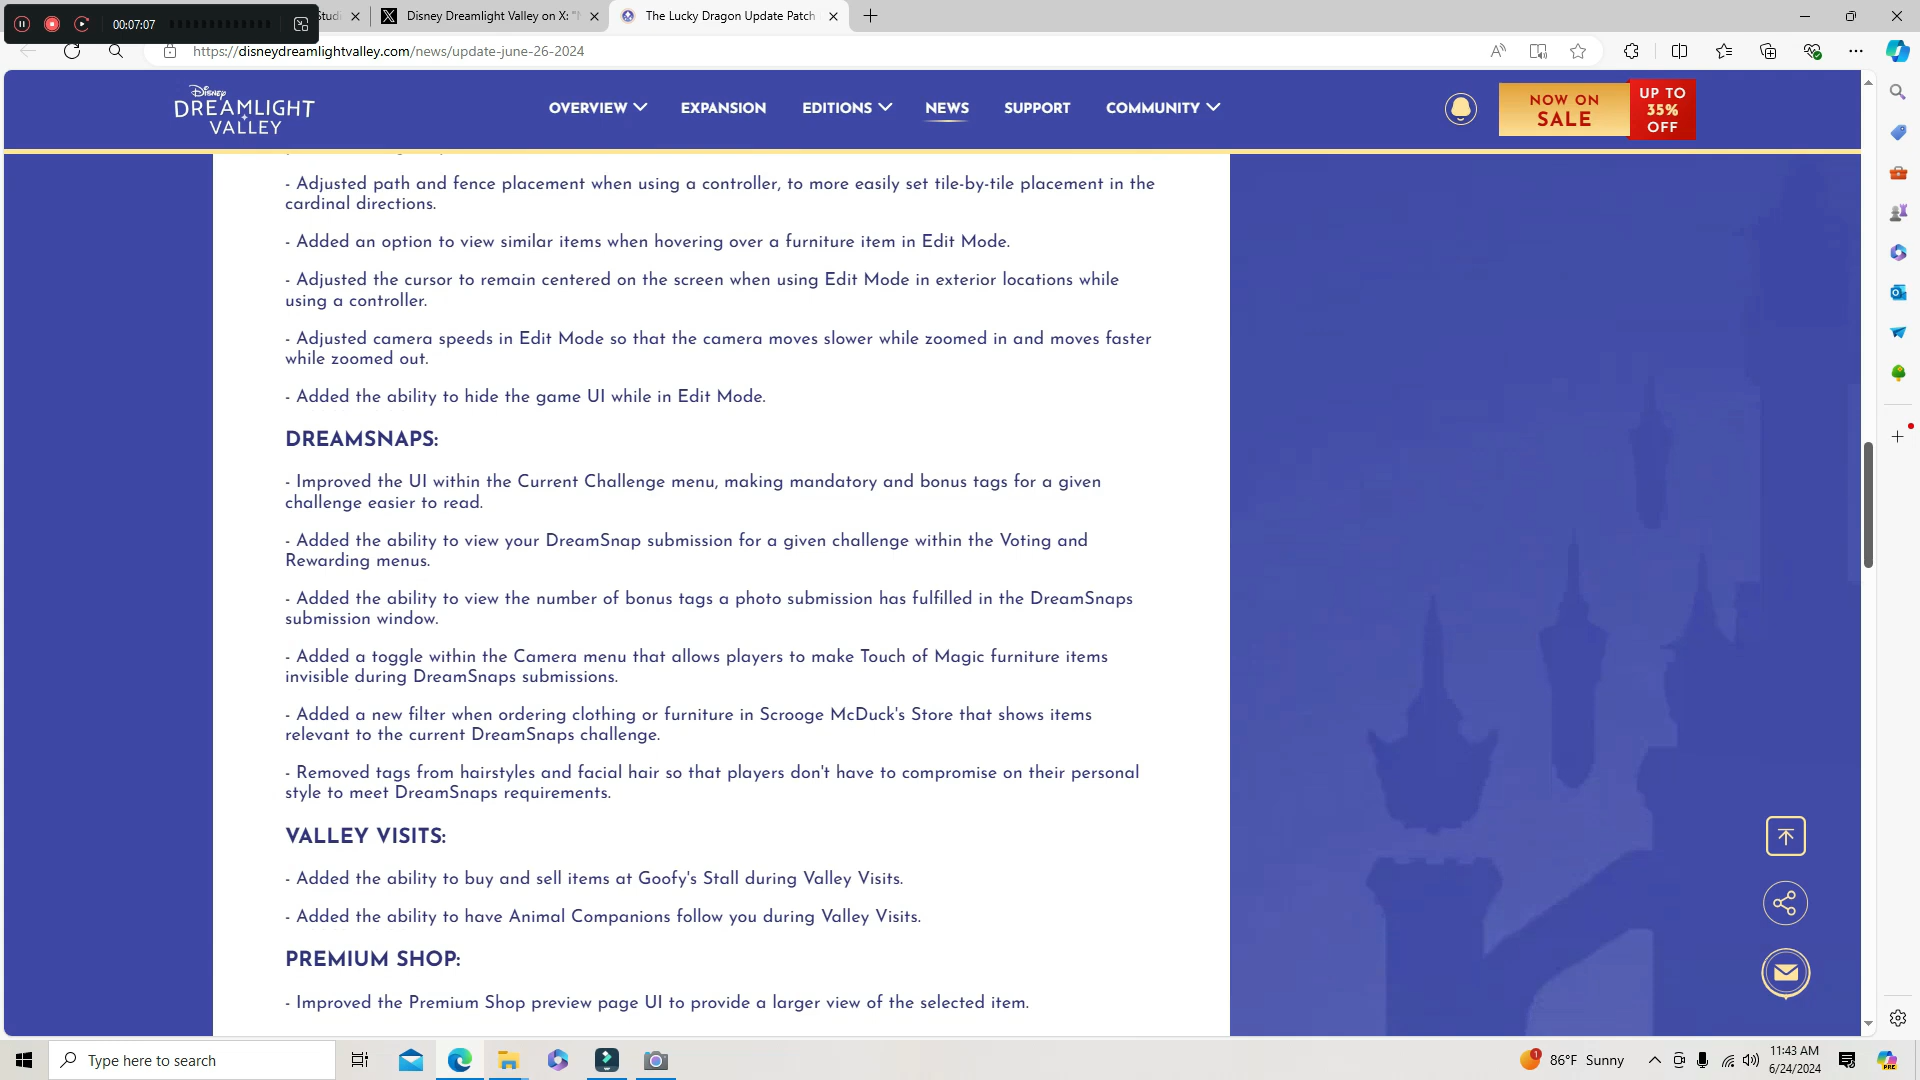 00:07:07
Studi
Disney Dreamlight Valley on X: "
The Lucky Dragon Update Patch
https://disneydreamlightvalley.com/news/update-june-26-2024
Disney
DREAMLIGHT
VALLEY
OVERVIEW
EXPANSION
EDITIONS
NEWS
SUPPORT
COMMUNITY
NOW ON
SALE
UP TO
35%
OFF
- Adjusted path and fence placement when using a controller, to more easily set tile-by-tile placement in the
cardinal directions.
- Added an option to view similar items when hovering over a furniture item in Edit Mode.
- Adjusted the cursor to remain centered on the screen when using Edit Mode in exterior locations while
using a controller.
- Adjusted camera speeds in Edit Mode so that the camera moves slower while zoomed in and moves faster
while zoomed out.
- Added the ability to hide the game UI while in Edit Mode.
DREAMSNAPS:
- Improved the UI within the Current Challenge menu, making mandatory and bonus tags for a given
challenge easier to read.
- Added the ability to view your DreamSnap submission for a given challenge within the Voting and
Rewarding menus.
- Added the ability to view the number of bonus tags a photo submission has fulfilled in the DreamSnaps
submission window.
- Added a toggle within the Camera menu that allows players to make Touch of Magic furniture items
invisible during DreamSnaps submissions.
- Added a new filter when ordering clothing or furniture in Scrooge McDuck's Store that shows items
relevant to the current DreamSnaps challenge.
- Removed tags from hairstyles and facial hair so that players don't have to compromise on their personal
style to meet DreamSnaps requirements.
VALLEY VISITS:
- Added the ability to buy and sell items at Goofy's Stall during Valley Visits.
- Added the ability to have Animal Companions follow you during Valley Visits.
PREMIUM SHOP:
- Improved the Premium Shop preview page UI to provide a larger view of the selected item.
Type here to search
86°F Sunny
11:43 AM
6/24/2024